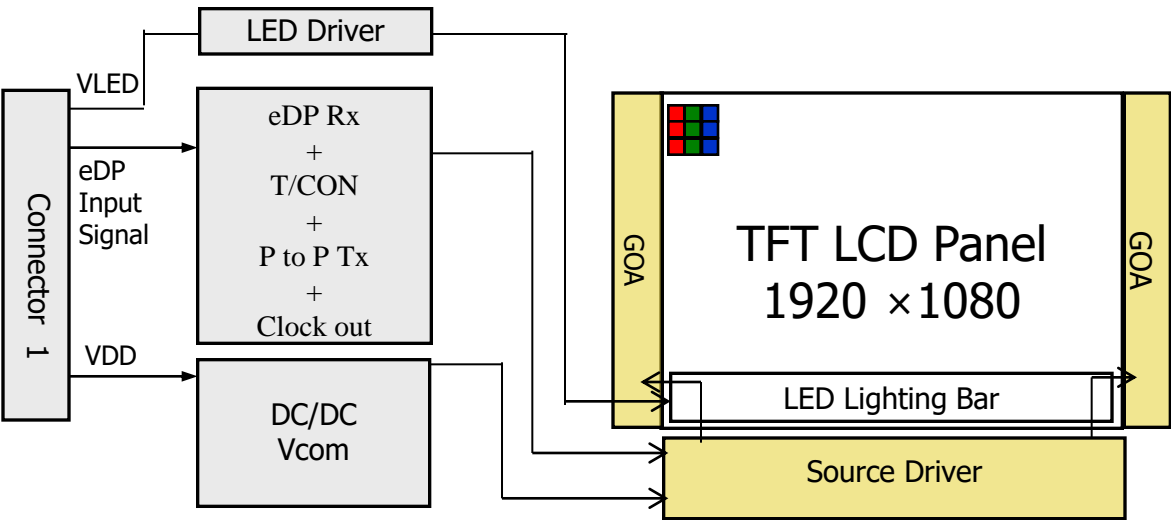 LED Driver
VLED
eDP Rx
+
T/CON
+
P to P Tx
+
Clock out
eDP
Input
Signal
Connector 1
VDD
DC/DC
Vcom
GOA
TFT LCD Panel
1920 ×1080
GOA
LED Lighting Bar
Source Driver